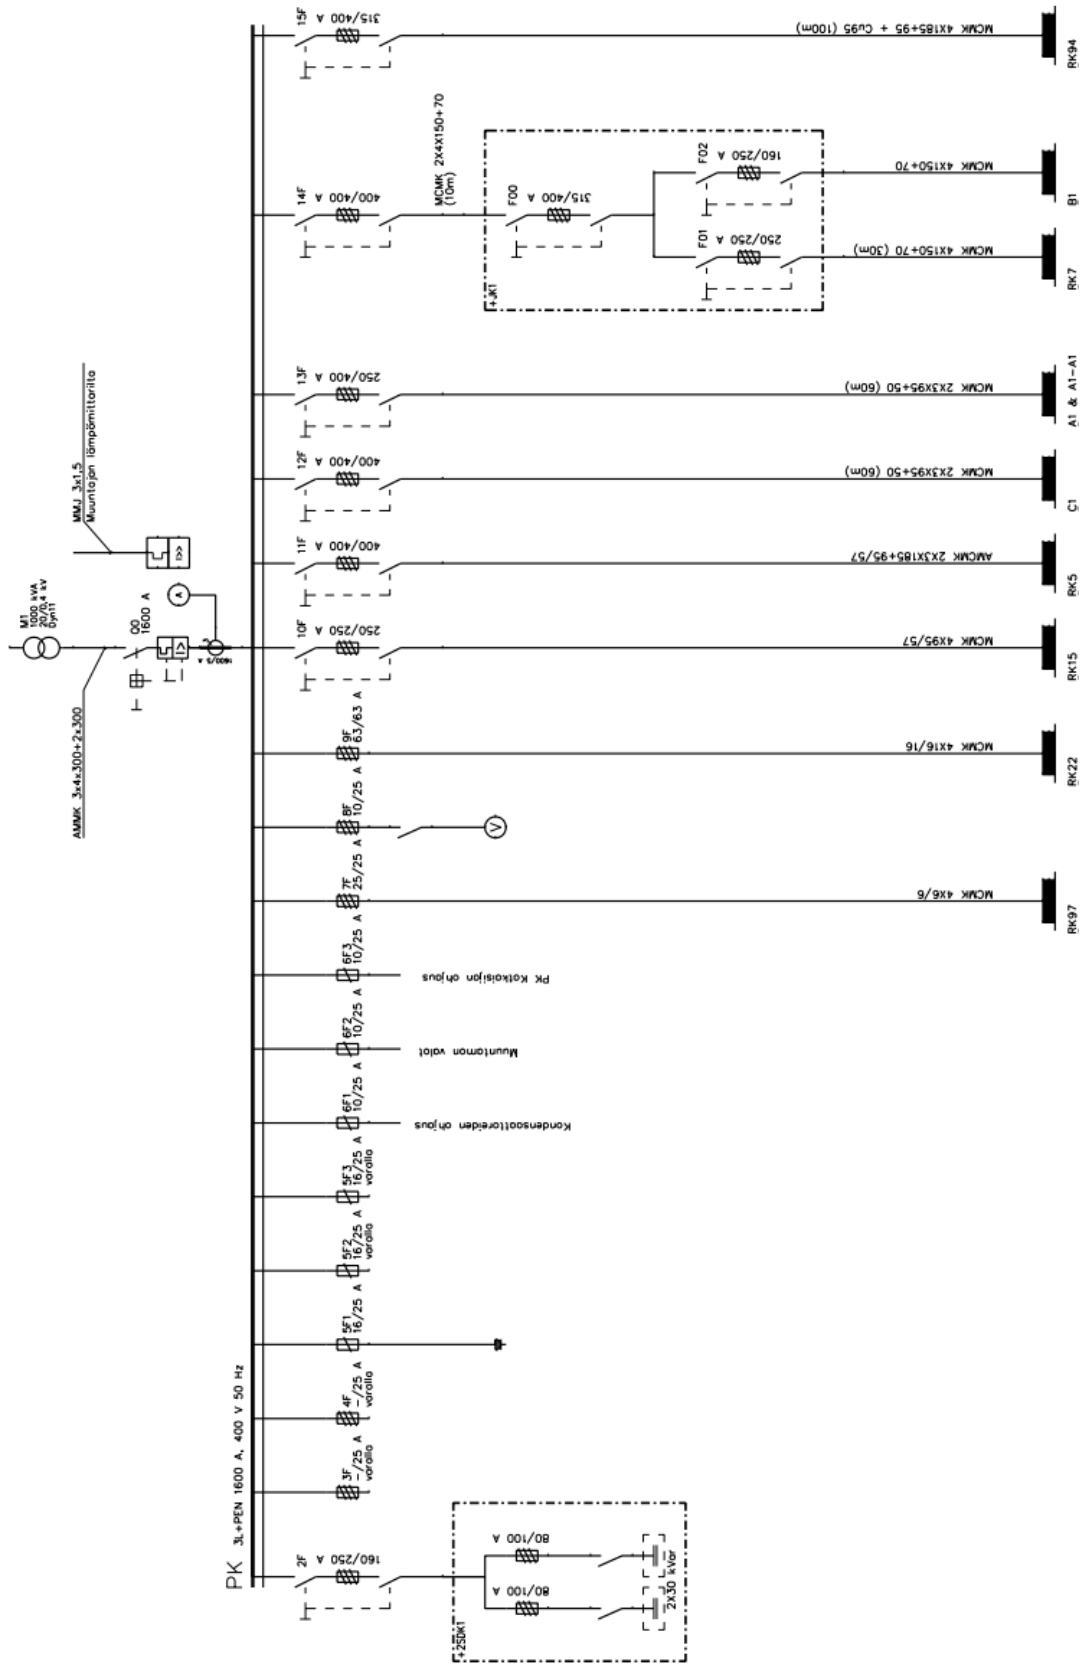 M1
1000 kVA
20/0,4 kV
Dyn11
Q0
1600 A
AMMK 3x4x300+2x300
MMJ 3x1,5
Muuntajan lämpömittarilta
I>
I>>
A
3
1600/5 A
PK 3L+PEN 1600 A, 400 V 50 Hz
2F
160/250 A
+2SDK1
80/100 A
80/100 A
2X30 kVar
3F
-/25 A
varalla
4F
-/25 A
varalla
5F1
16/25 A
5F2
16/25 A
varalla
5F3
16/25 A
varalla
6F1
10/25 A
Kondensaattoreiden ohjaus
6F2
10/25 A
Muuntamon valot
6F3
10/25 A
PK Katkaisijan ohjaus
7F
25/25 A
MCMK 4X6/6
RK97
8F
10/25 A
V
9F
63/63 A
MCMK 4X16/16
RK22
10F
250/250 A
MCMK 4X95/57
RK15
11F
400/400 A
AMCMK 2X3X185+95/57
RK5
12F
400/400 A
MCMK 2X3X95+50 (60m)
C1
13F
250/400 A
MCMK 2X3X95+50 (60m)
A1 & A1-A1
14F
400/400 A
MCMK 2X4X150+70
(10m)
+JK1
F00
315/400 A
F01
250/250 A
MCMK 4X150+70 (30m)
RK7
F02
160/250 A
MCMK 4X150+70
B1
15F
315/400 A
MCMK 4X185+95 + Cu95 (100m)
RK94